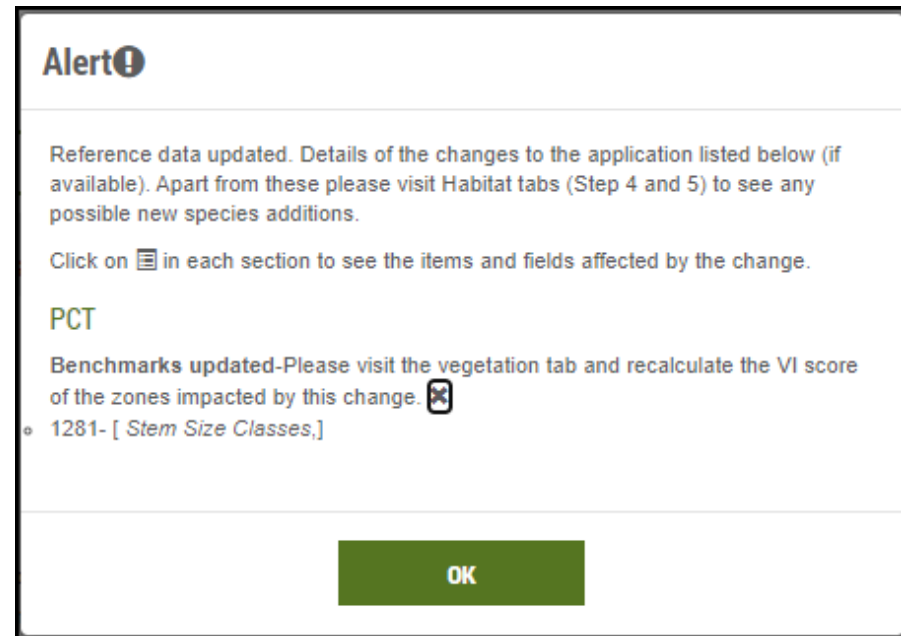 Alert
Reference data updated. Details of the changes to the application listed below (if
available). Apart from these please visit Habitat tabs (Step 4 and 5) to see any
possible new species additions.
Click on in each section to see the items and fields affected by the change.
PCT
Benchmarks updated-Please visit the vegetation tab and recalculate the VI score
of the zones impacted by this change.
1281- [ Stem Size Classes,]
OK